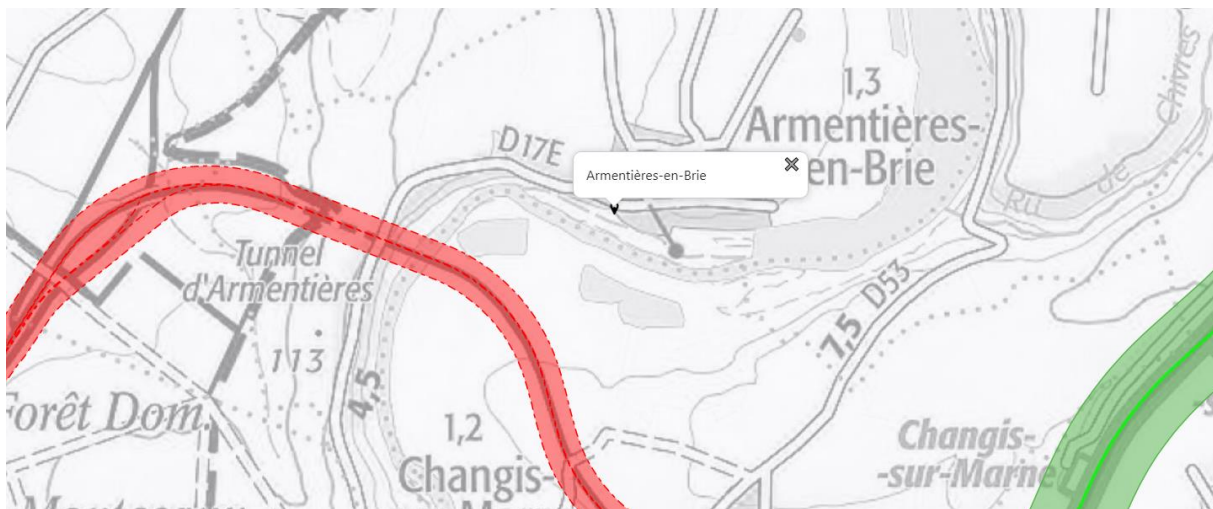 1,3
Armentières-
en-Brie
D17E
Armentières-en-Brie
Chivres
de
Ru
Tunnel
d'Armentières
D53
7,5
113
4,5
Forêt Dom.
1,2
Changis-
Changis-
-sur-Marne